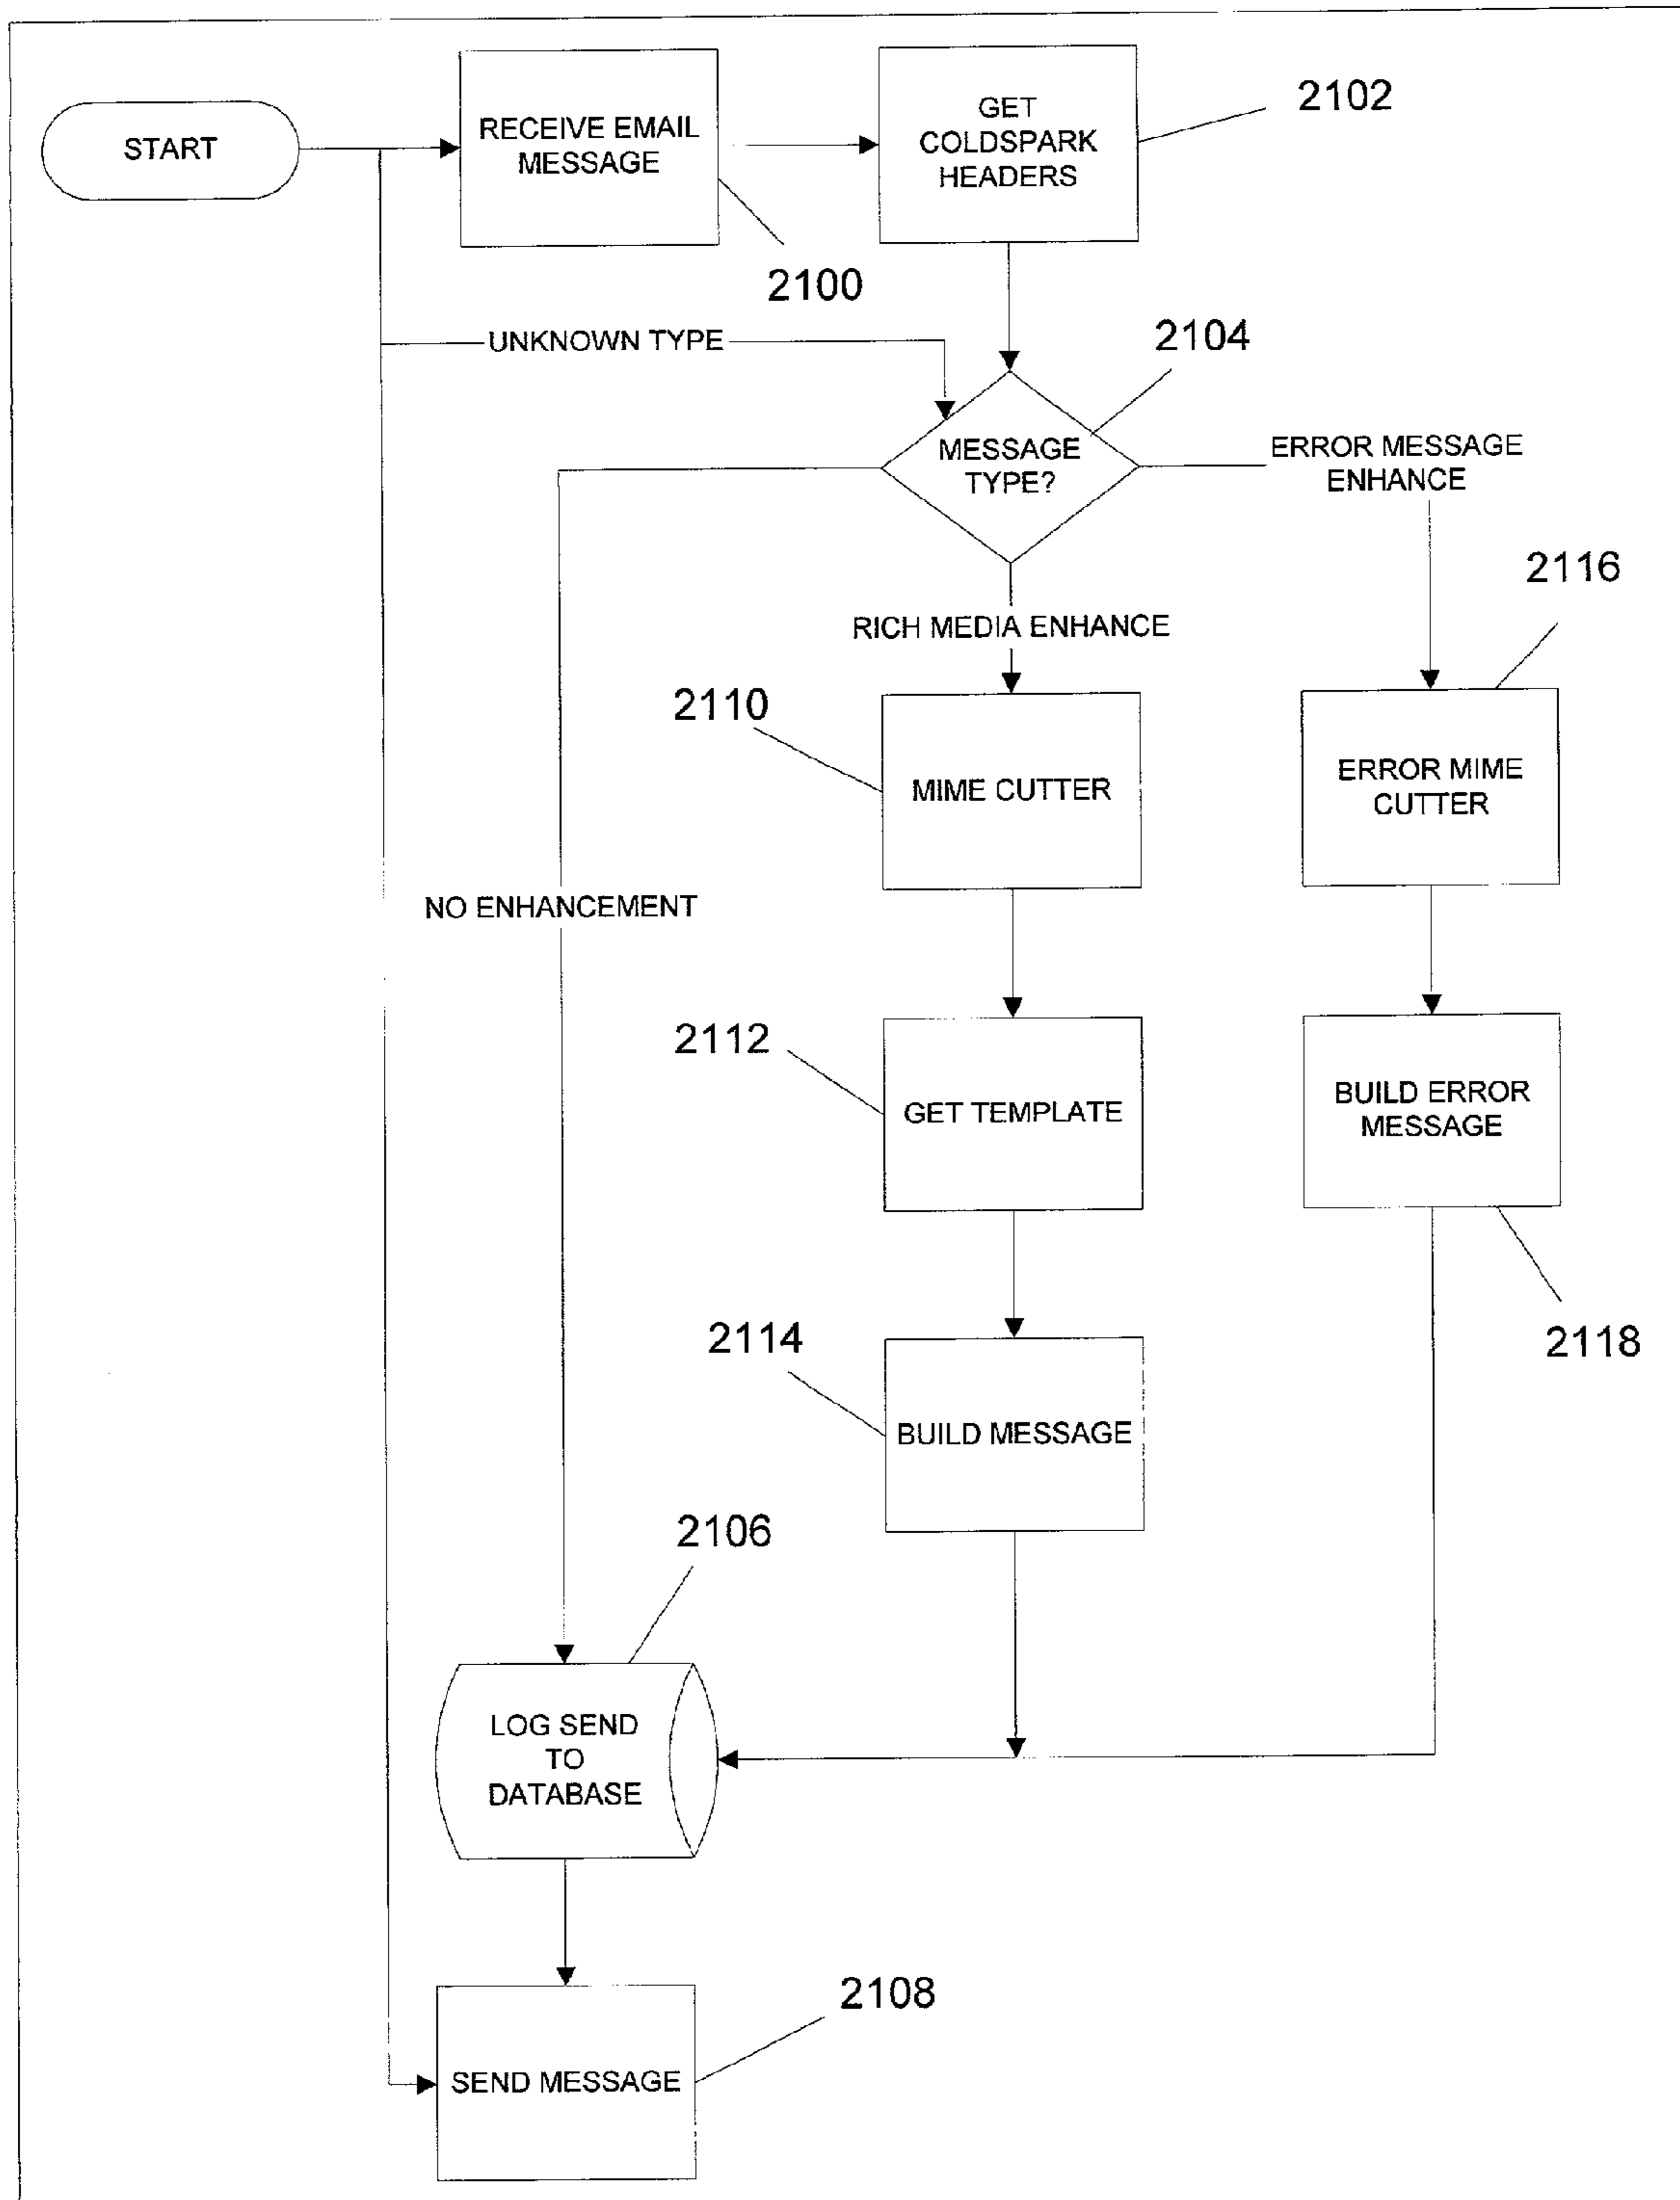 START
RECEIVE EMAIL
MESSAGE
2100
GET
COLDSPARK
HEADERS
2102
UNKNOWN TYPE
2104
MESSAGE
TYPE?
ERROR MESSAGE
ENHANCE
RICH MEDIA ENHANCE
2116
2110
MIME CUTTER
ERROR MIME
CUTTER
NO ENHANCEMENT
2112
GET TEMPLATE
BUILD ERROR
MESSAGE
2118
2114
BUILD MESSAGE
2106
LOG SEND
TO
DATABASE
2108
SEND MESSAGE